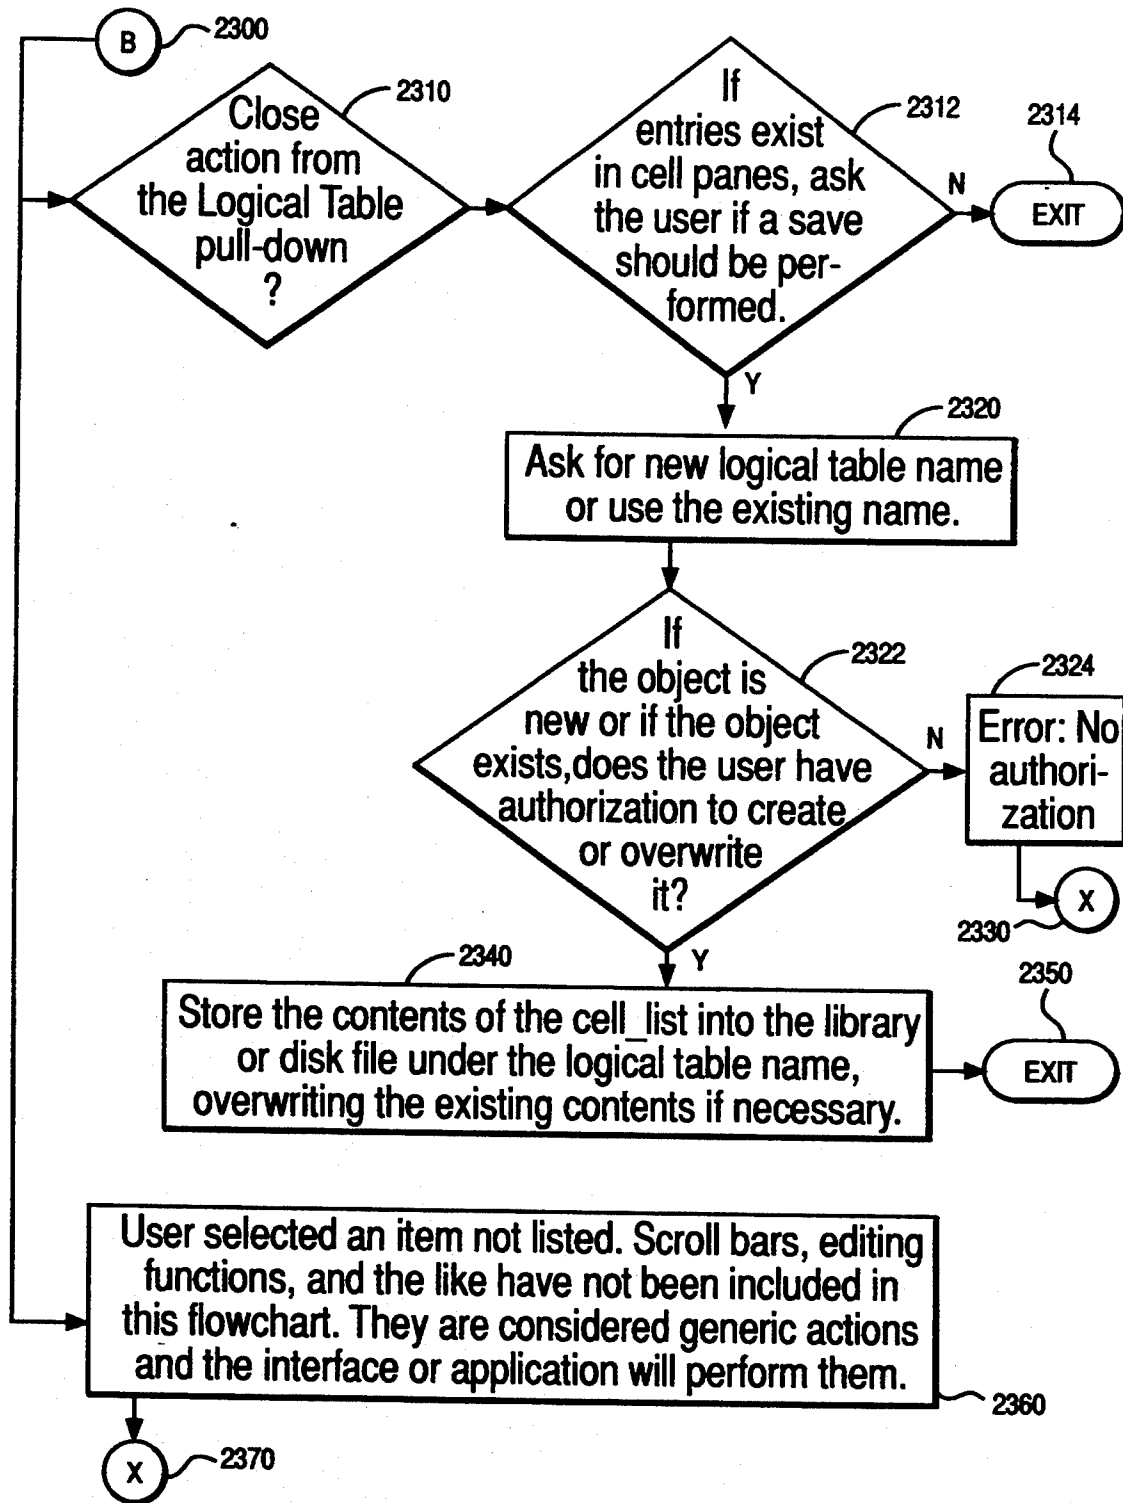 B
2300
Close
action from
the Logical Table
pull-down
?
2310
If
entries exist
in cell panes, ask
the user if a save
should be per-
formed.
2312
N
2314
EXIT
Y
2320
Ask for new logical table name
or use the existing name.
If
the object is
new or if the object
exists,does the user have
authorization to create
or overwrite
it?
2322
N
2324
Error: No
authori-
zation
X
2330
Y
2340
Store the contents of the cell_list into the library
or disk file under the logical table name,
overwriting the existing contents if necessary.
2350
EXIT
User selected an item not listed. Scroll bars, editing
functions, and the like have not been included in
this flowchart. They are considered generic actions
and the interface or application will perform them.
2360
X
2370